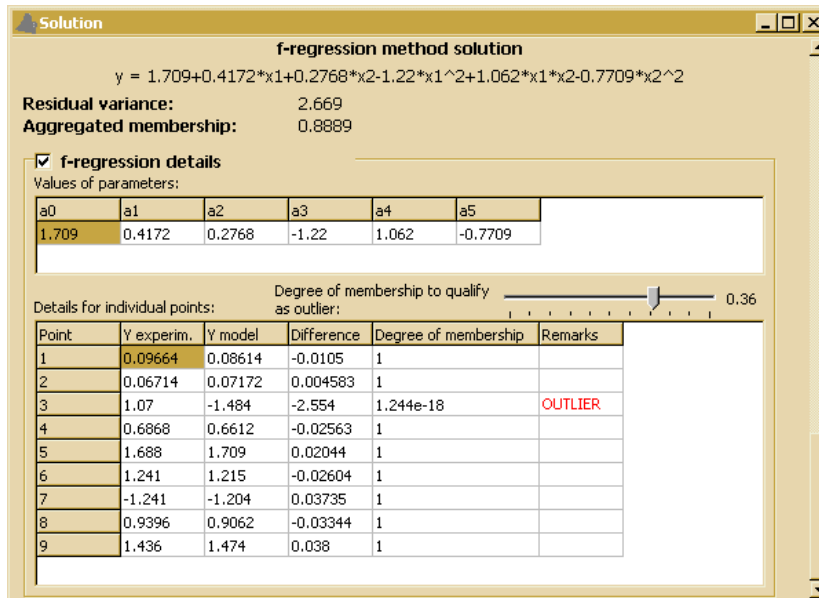 Solution
f-regression method solution
y = 1.709+0.4172*x1+0.2768*x2-1.22*x1^2+1.062*x1*x2-0.7709*x2^2
Residual variance: 2.669
Aggregated membership: 0.8889
f-regression details
Values of parameters:
a0 a1 a2 a3 a4 a5
1.709 0.4172 0.2768 -1.22 1.062 -0.7709
Degree of membership to qualify
Details for individual points: as outlier: 0.36
Point Y experim. Y model Difference Degree of membership Remarks
1 0.09664 0.08614 -0.0105 1
2 0.06714 0.07172 0.004583 1
3 1.07 -1.484 -2.554 1.244e-18 OUTLIER
4 0.6868 0.6612 -0.02563 1
5 1.688 1.709 0.02044 1
6 1.241 1.215 -0.02604 1
7 -1.241 -1.204 0.03735 1
8 0.9396 0.9062 -0.03344 1
9 1.436 1.474 0.038 1